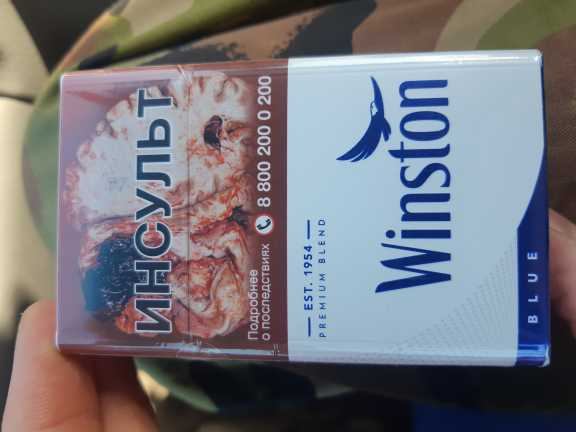 ИНСУЛЬТ
Подробнее
о последствиях 8 800 200 0 200
EST. 1954
PREMIUM BLEND
Winston
BLUE